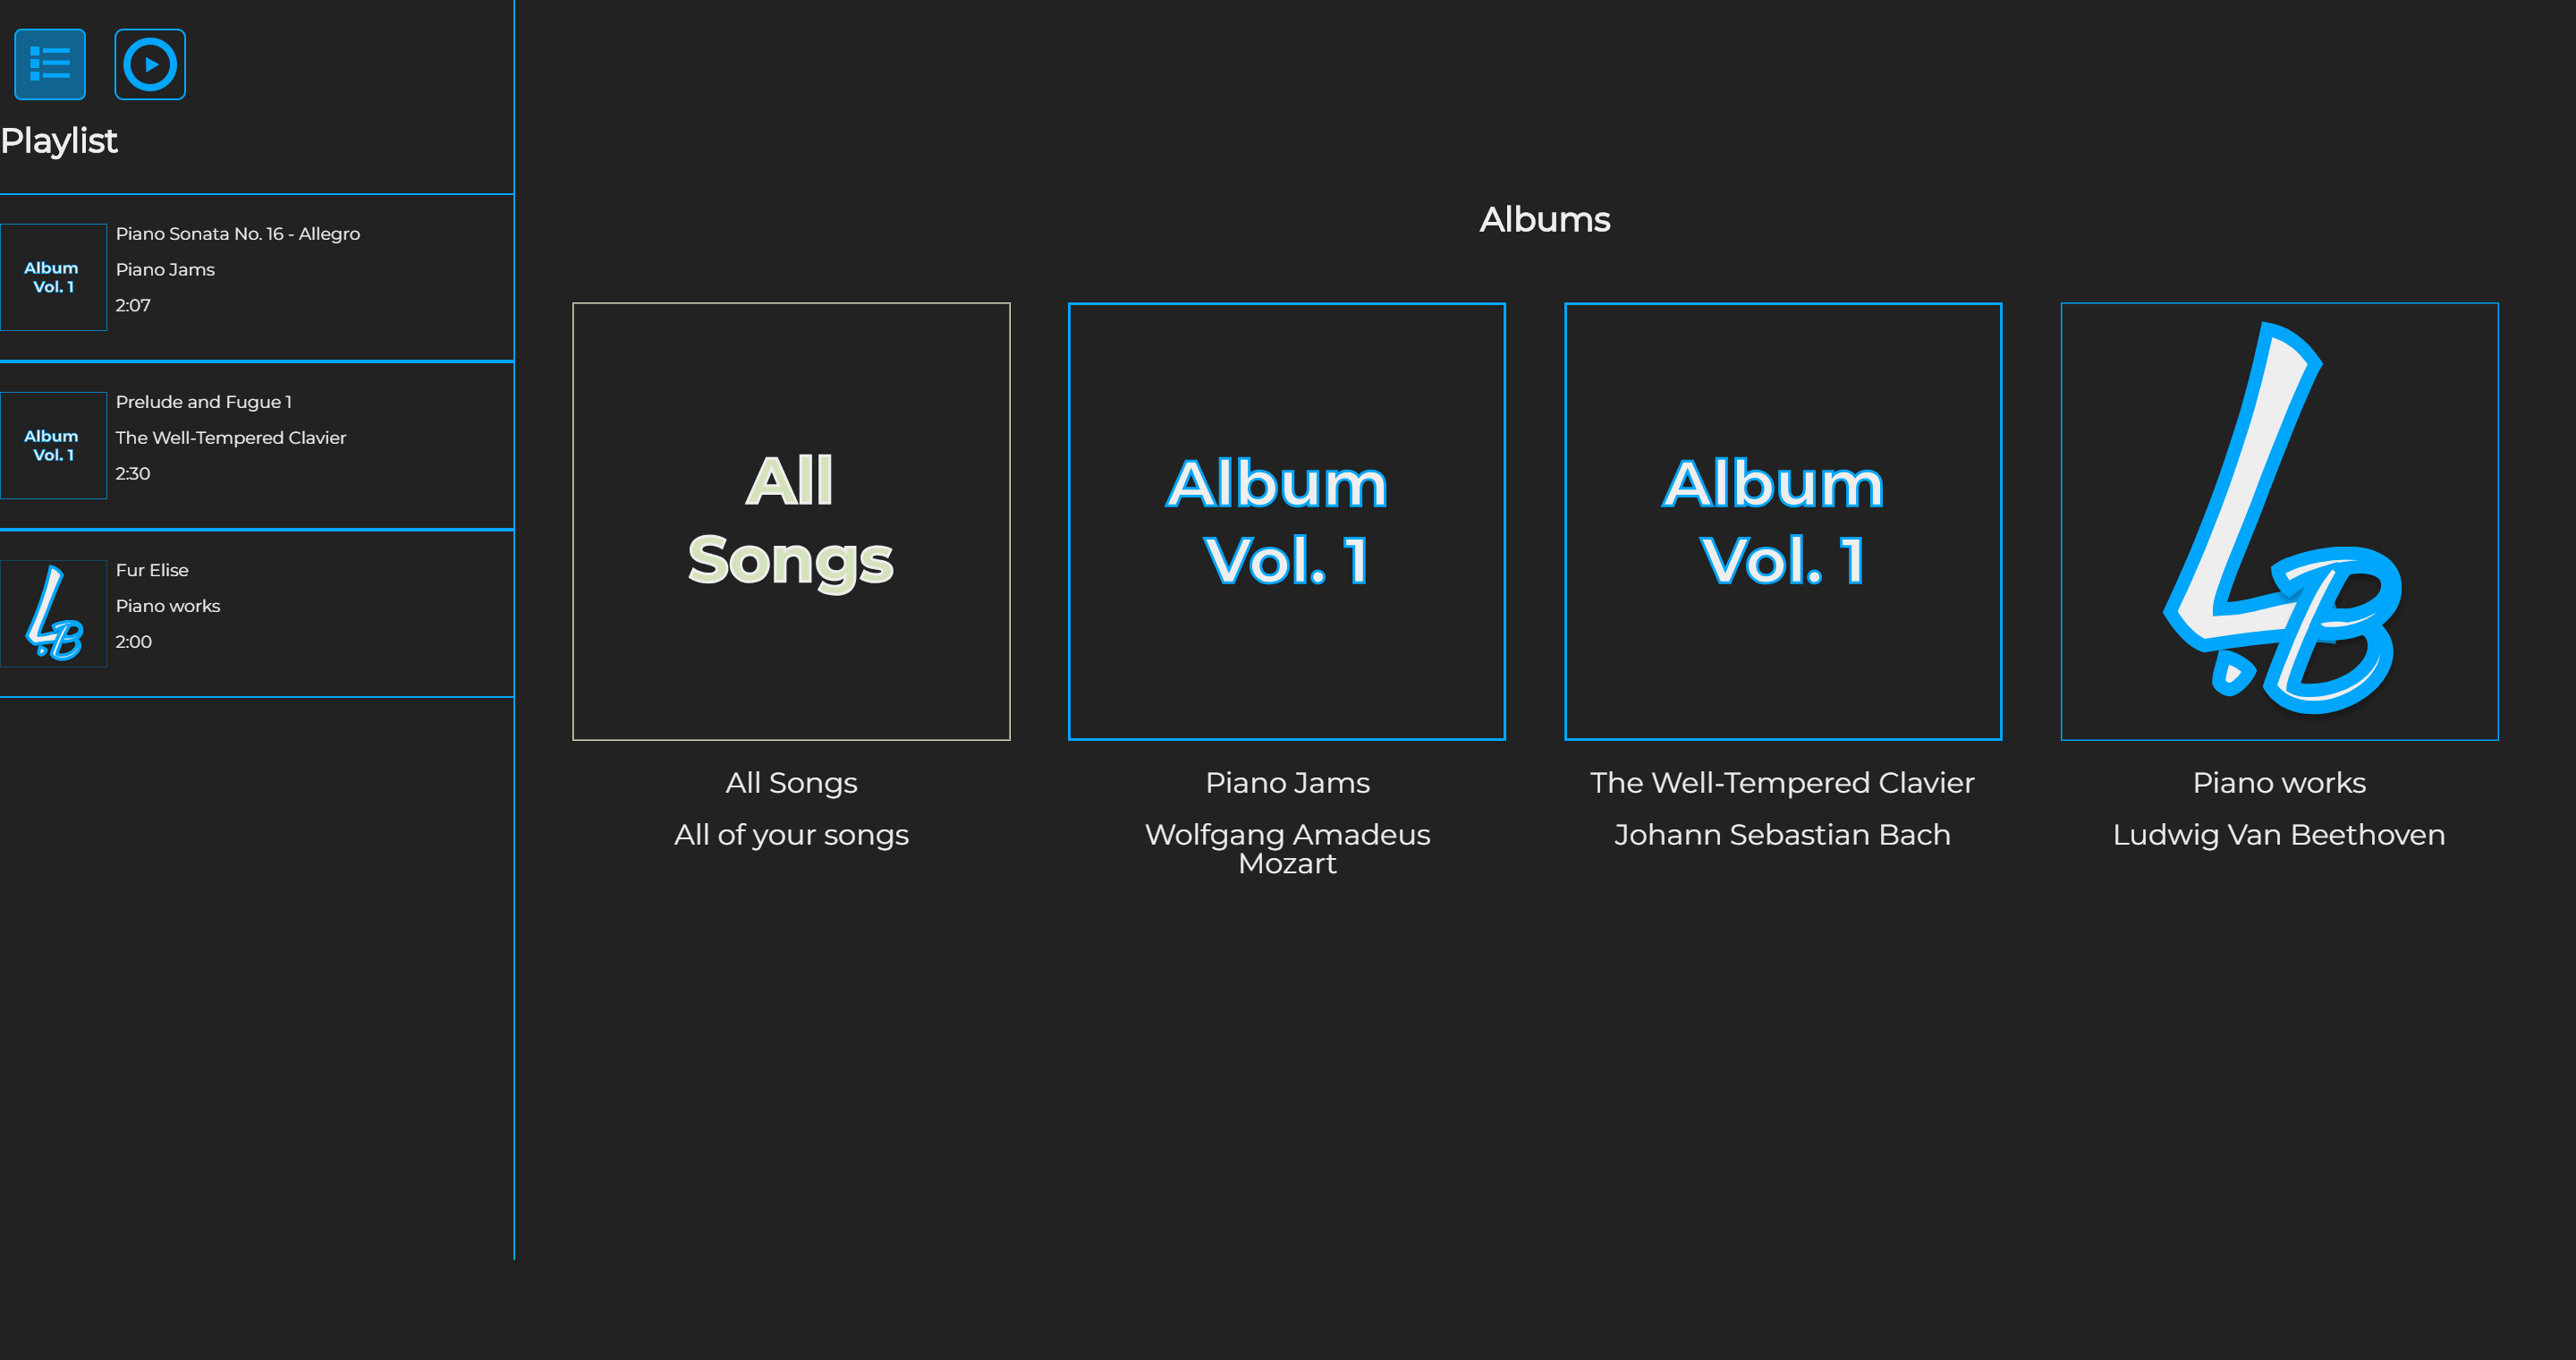 Playlist
Album
Vol. 1
Piano Sonata No. 16 - Allegro
Piano Jams
2:07
Album
Vol. 1
Prelude and Fugue 1
The Well-Tempered Clavier
2:30
LB
Fur Elise
Piano works
2:00
Albums
All
Songs
All Songs
All of your songs
Album
Vol. 1
Piano Jams
Wolfgang Amadeus
Mozart
Album
Vol. 1
The Well-Tempered Clavier
Johann Sebastian Bach
L.B
Piano works
Ludwig Van Beethoven